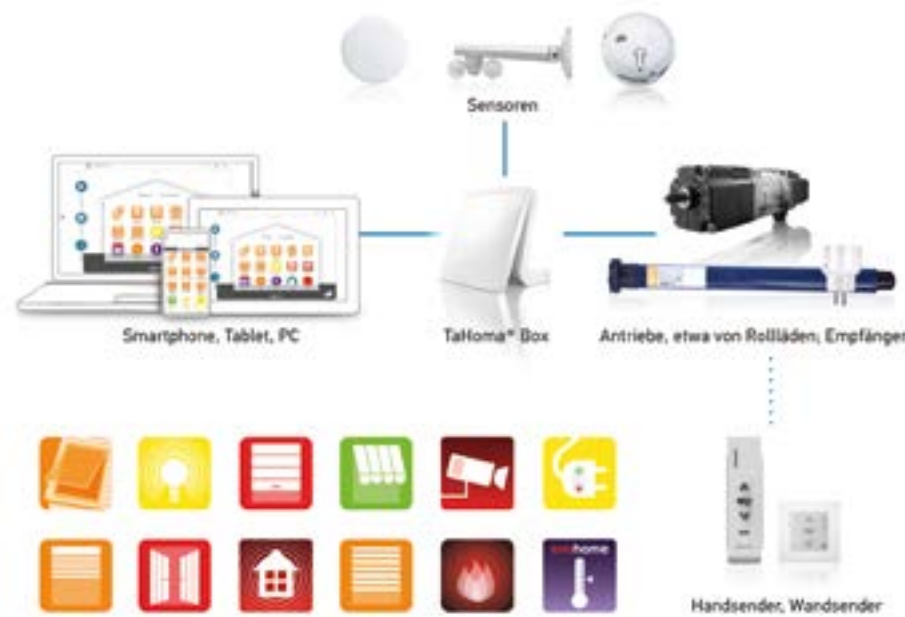 Sensoren
Smartphone, Tablet, PC
TaHoma® Box
Antriebe, etwa von Rollläden; Empfänger
Handsender, Wandsender